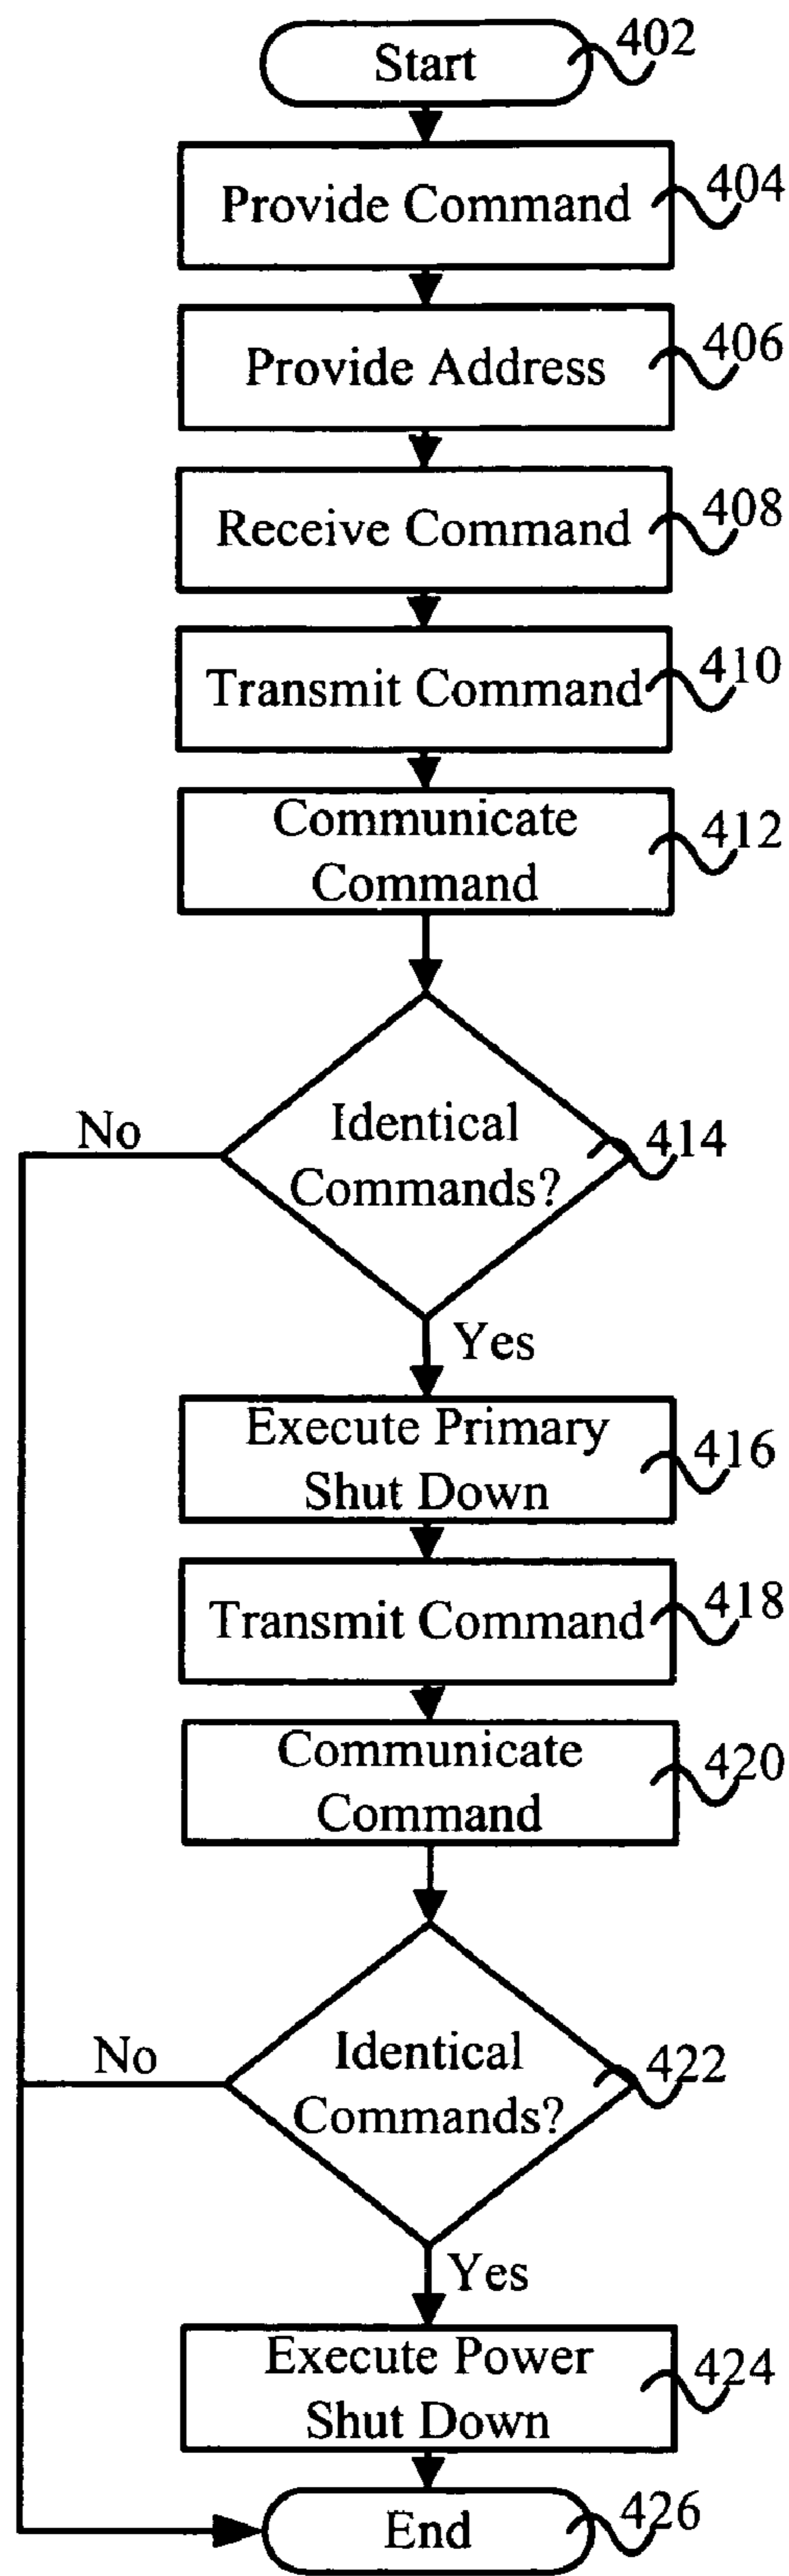 Start
402
Provide Command
404
Provide Address
406
Receive Command
408
Transmit Command
410
Communicate
Command
412
Identical
Commands?
414
No
Yes
Execute Primary
Shut Down
416
Transmit Command
418
Communicate
Command
420
Identical
Commands?
422
No
Yes
Execute Power
Shut Down
424
End
426